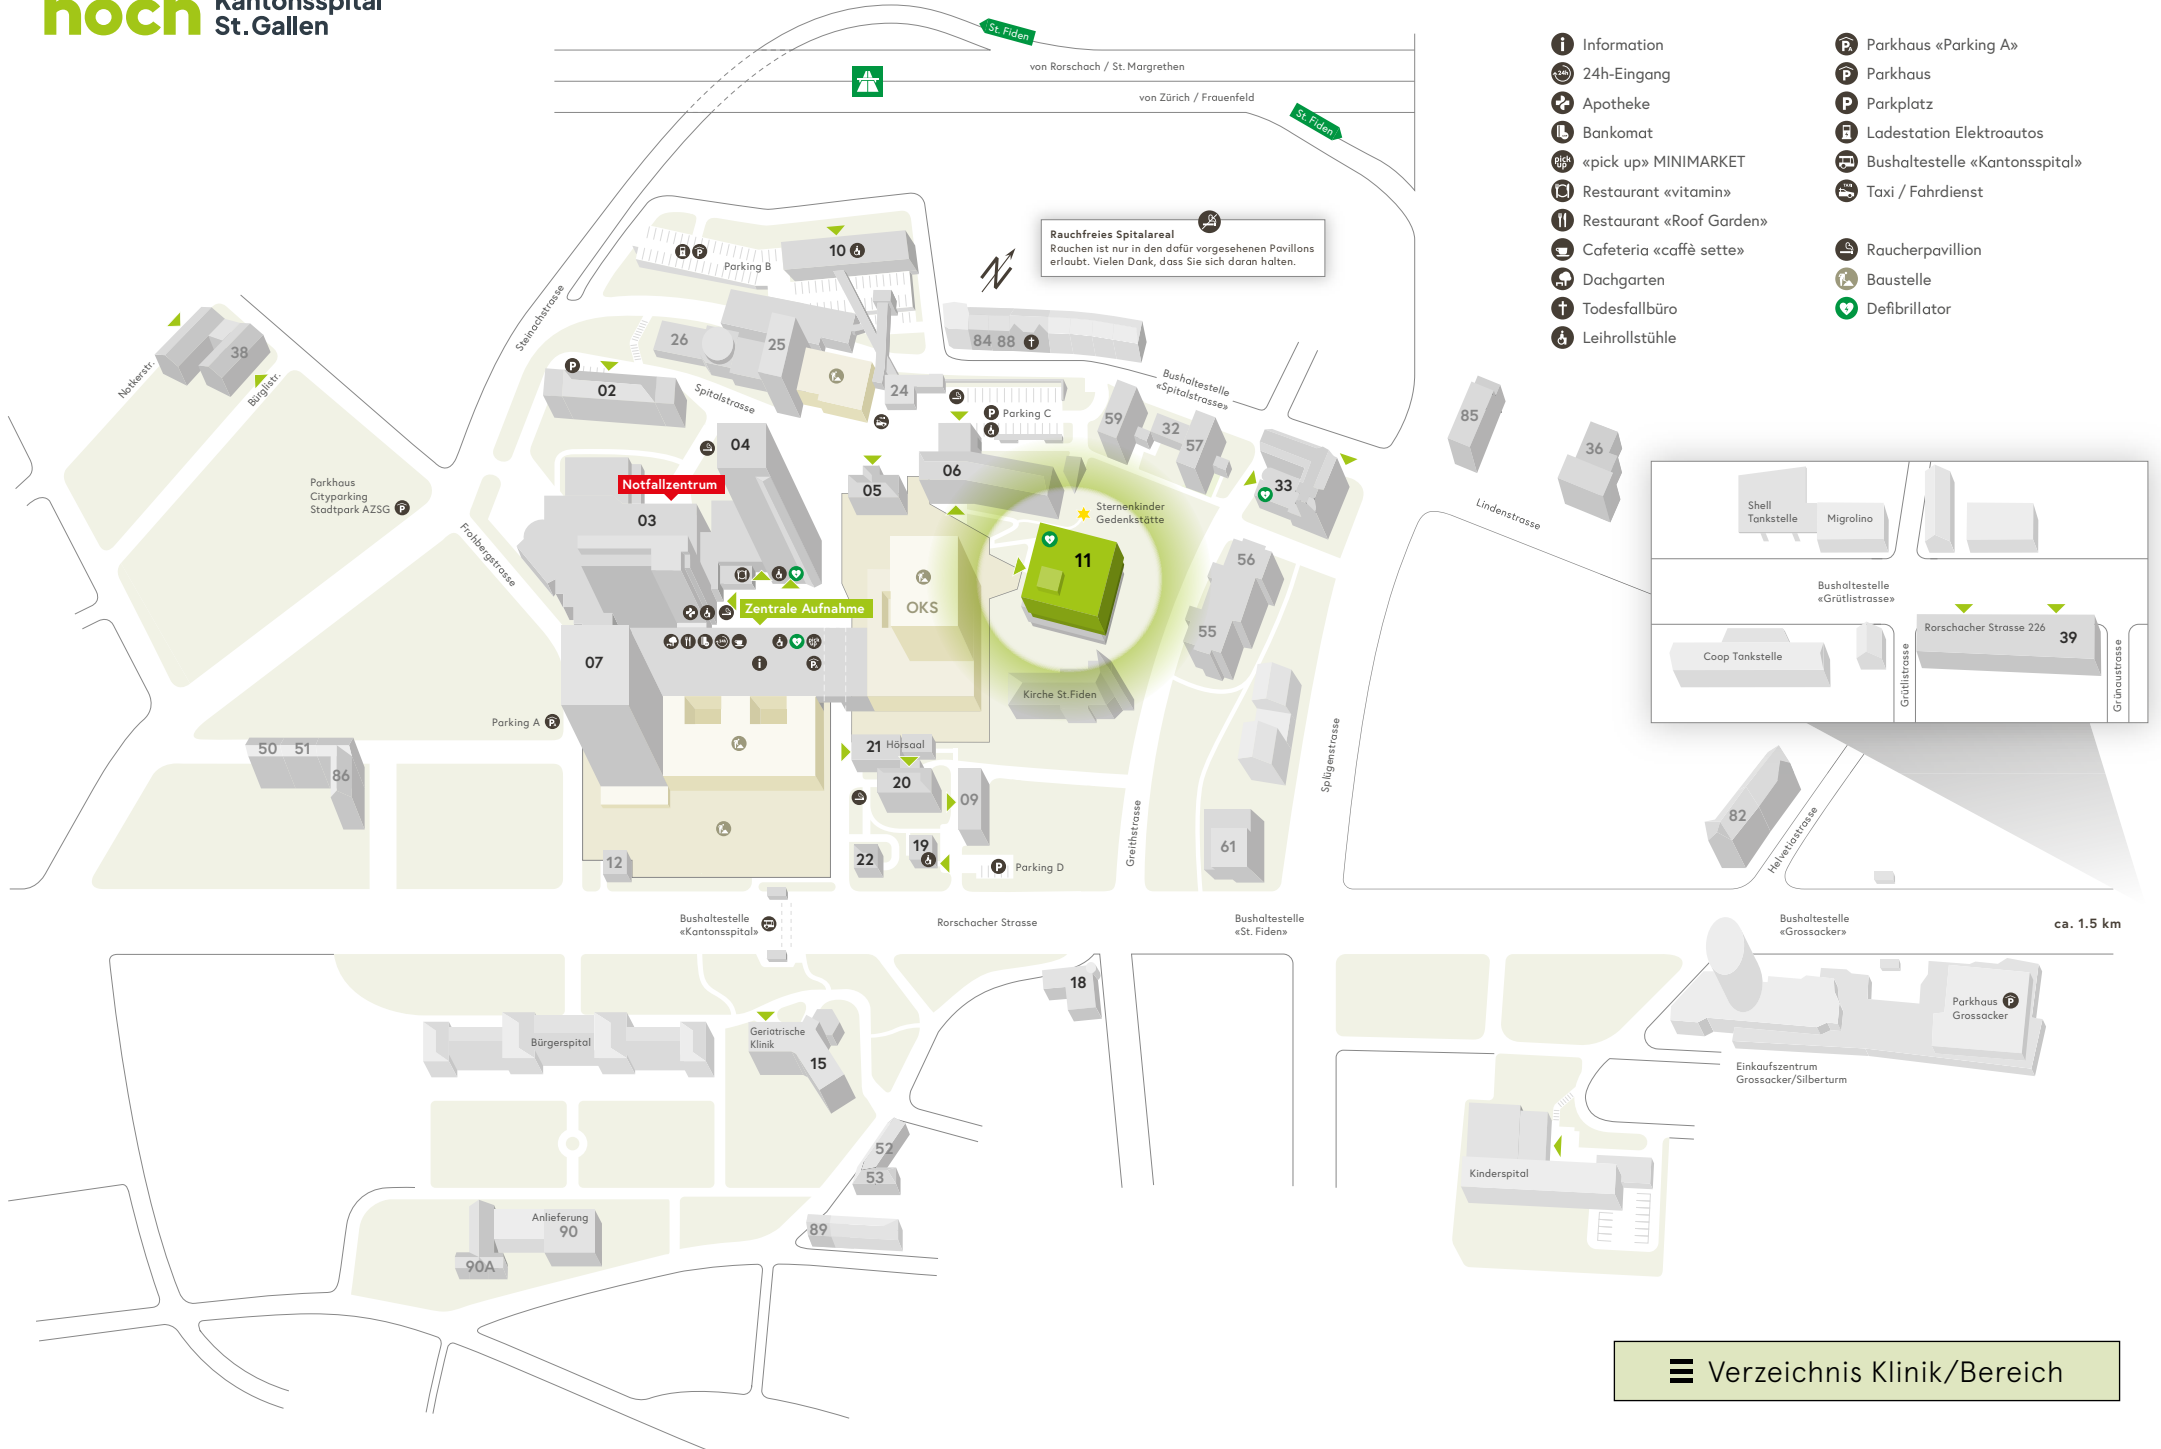 noch Kantonsspital
St.Gallen
St. Fiden
von Rorschach / St. Margrethen
von Zürich / Frauenfeld
St. Fiden
Information
24h-Eingang
Apotheke
Bankomat
«pick up» MINIMARKET
Restaurant «vitamin»
Restaurant «Roof Garden»
Cafeteria «caffè sette»
Dachgarten
Todesfallbüro
Leihrollstühle
Parkhaus «Parking A»
Parkhaus
Parkplatz
Ladestation Elektroautos
Bushaltestelle «Kantonsspital»
Taxi / Fahrdienst
Raucherpavillion
Baustelle
Defibrillator
Rauchfreies Spitalareal
Rauchen ist nur in den dafür vorgesehenen Pavillons
erlaubt. Vielen Dank, dass Sie sich daran halten.
N
Parking B
10
Steinachstrasse
26
25
84 88
38
Notkerstr.
Bürglistr.
02
Spitalstrasse
24
Bushaltestelle
«Spitalstrasse»
Parking C
59
32
57
85
36
04
06
05
33
Notfallzentrum
03
Parkhaus
Cityparking
Stadtpark AZSG
Frohbergstrasse
Sternenkinder
Gedenkstätte
11
Lindenstrasse
56
55
OKS
Zentrale Aufnahme
07
Kirche St.Fiden
Parking A
50 51
86
21 Hörsaal
20
09
19
22
12
Parking D
Greithstrasse
Splügenstrasse
61
82
Helvetiastrasse
Shell
Tankstelle
Migrolino
Bushaltestelle
«Grütlistrasse»
Rorschacher Strasse 226
39
Coop Tankstelle
Grütlistrasse
Grünaustrasse
Bushaltestelle
«Kantonsspital»
Rorschacher Strasse
Bushaltestelle
«St. Fiden»
Bushaltestelle
«Grossacker»
ca. 1.5 km
18
Bürgerspital
Geriatrische
Klinik
15
Parkhaus
Grossacker
Einkaufszentrum
Grossacker/Silberturm
52
53
89
Kinderspital
Anlieferung
90
90A
Verzeichnis Klinik/Bereich